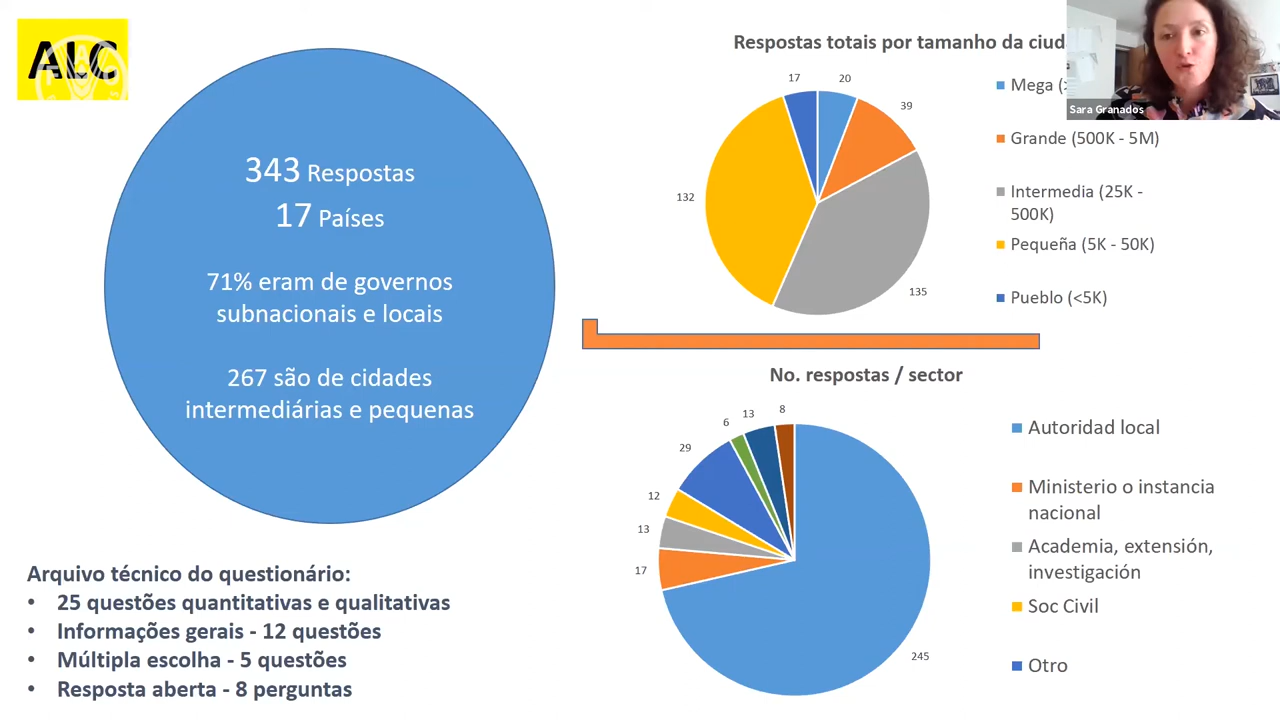 ALC
343 Respostas
17 Países
71% eram de governos
subnacionais e locais
267 são de cidades
intermediárias e pequenas
Arquivo técnico do questionário:
• 25 questões quantitativas e qualitativas
• Informações gerais - 12 questões
• Múltipla escolha - 5 questões
• Resposta aberta - 8 perguntas
Respostas totais por tamanho da ciud
17
20
39
132
135
Mega (
Grande (500K - 5M)
Intermedia (25K -
500K)
Pequeña (5K - 50K)
Pueblo (<5K)
Sara Granados
No. respostas / sector
8
13
6
29
12
13
17
245
Autoridad local
Ministerio o instancia
nacional
Academia, extensión,
investigación
Soc Civil
Otro